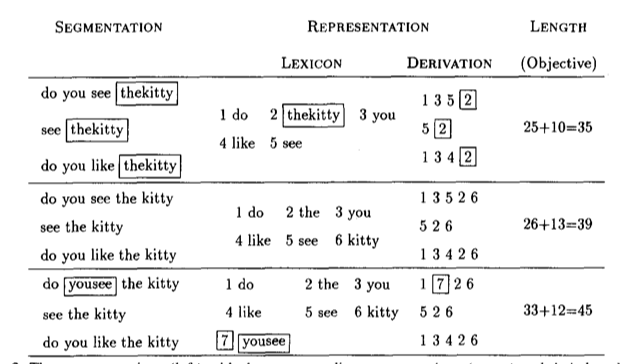 SEGMENTATION REPRESENTATION LENGTH
LEXICON DERIVATION (Objective)
do you see thekitty 1 3 5 2
1 do 2 thekitty 3 you
see thekitty 5 2 25+10=35
4 like 5 see
do you like thekitty 1 3 4 2
do you see the kitty 1 3 5 2 6
1 do 2 the 3 you
see the kitty 5 2 6 26+13=39
4 like 5 see 6 kitty
do you like the kitty 1 3 4 2 6
do yousee the kitty 1 do 2 the 3 you 1 7 2 6
see the kitty 4 like 5 see 6 kitty 5 2 6 33+12=45
do you like the kitty 7 yousee 1 3 4 2 6